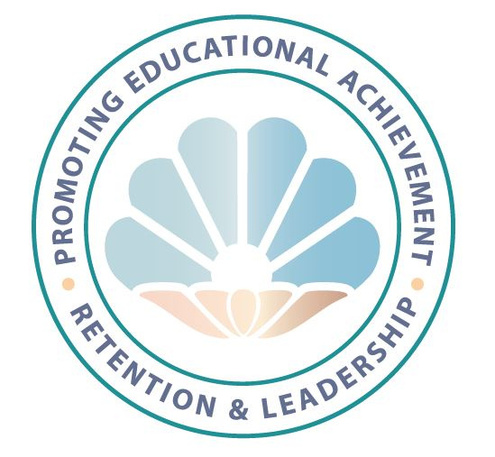 PROMOTING EDUCATIONAL ACHIEVEMENT
RETENTION & LEADERSHIP